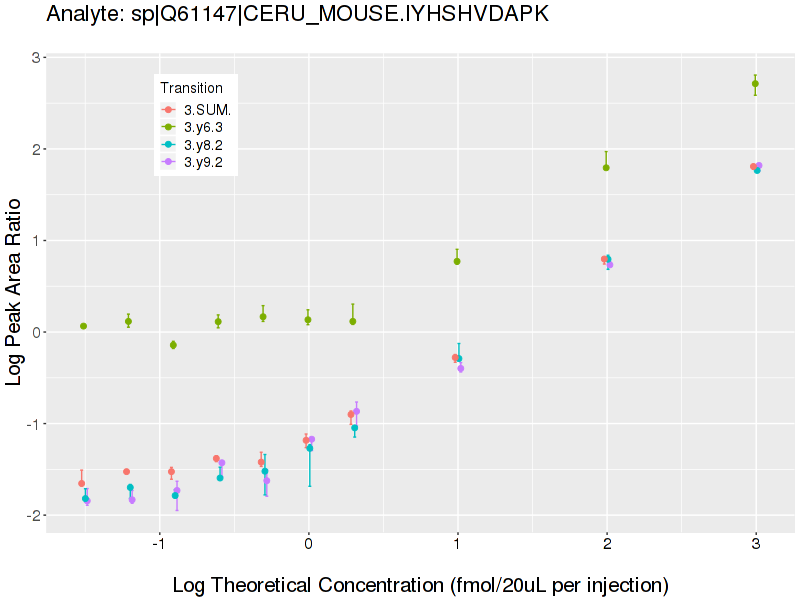 Analyte: sp|Q61147|CERU_MOUSE.IYHSHVDAPK
Transition
3.SUM.
3.y6.3
3.y8.2
3.y9.2
Log Peak Area Ratio
3
2
1
0
-1
-2
-1 0 1 2 3
Log Theoretical Concentration (fmol/20uL per injection)